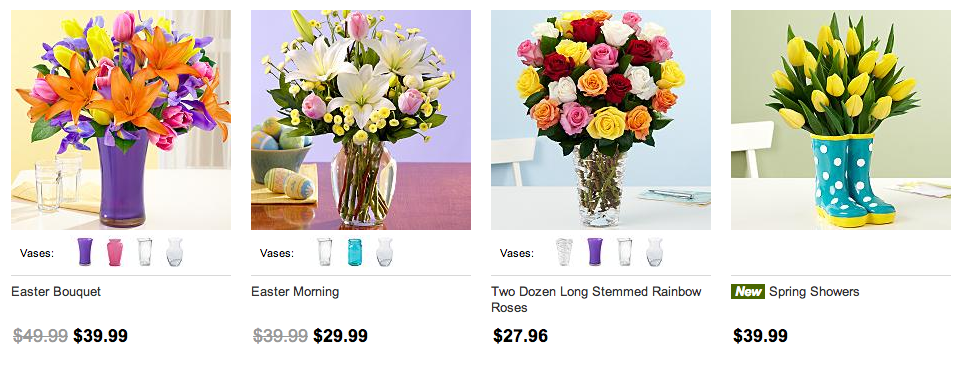 Vases:
Vases:
Vases:
Easter Bouquet
Easter Morning
Two Dozen Long Stemmed Rainbow
Roses
New Spring Showers
$49.99 $39.99
$39.99 $29.99
$27.96
$39.99